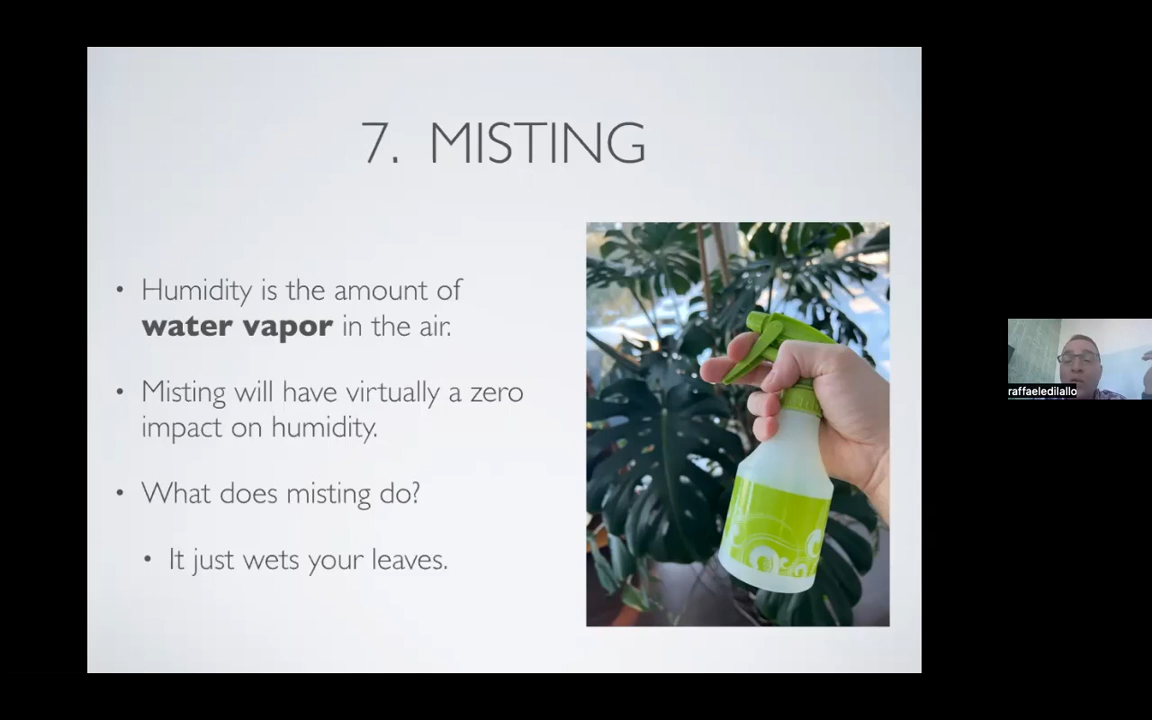 7. MISTING
• Humidity is the amount of
water vapor in the air.
• Misting will have virtually a zero
impact on humidity.
• What does misting do?
• It just wets your leaves.
raffaeledilallo